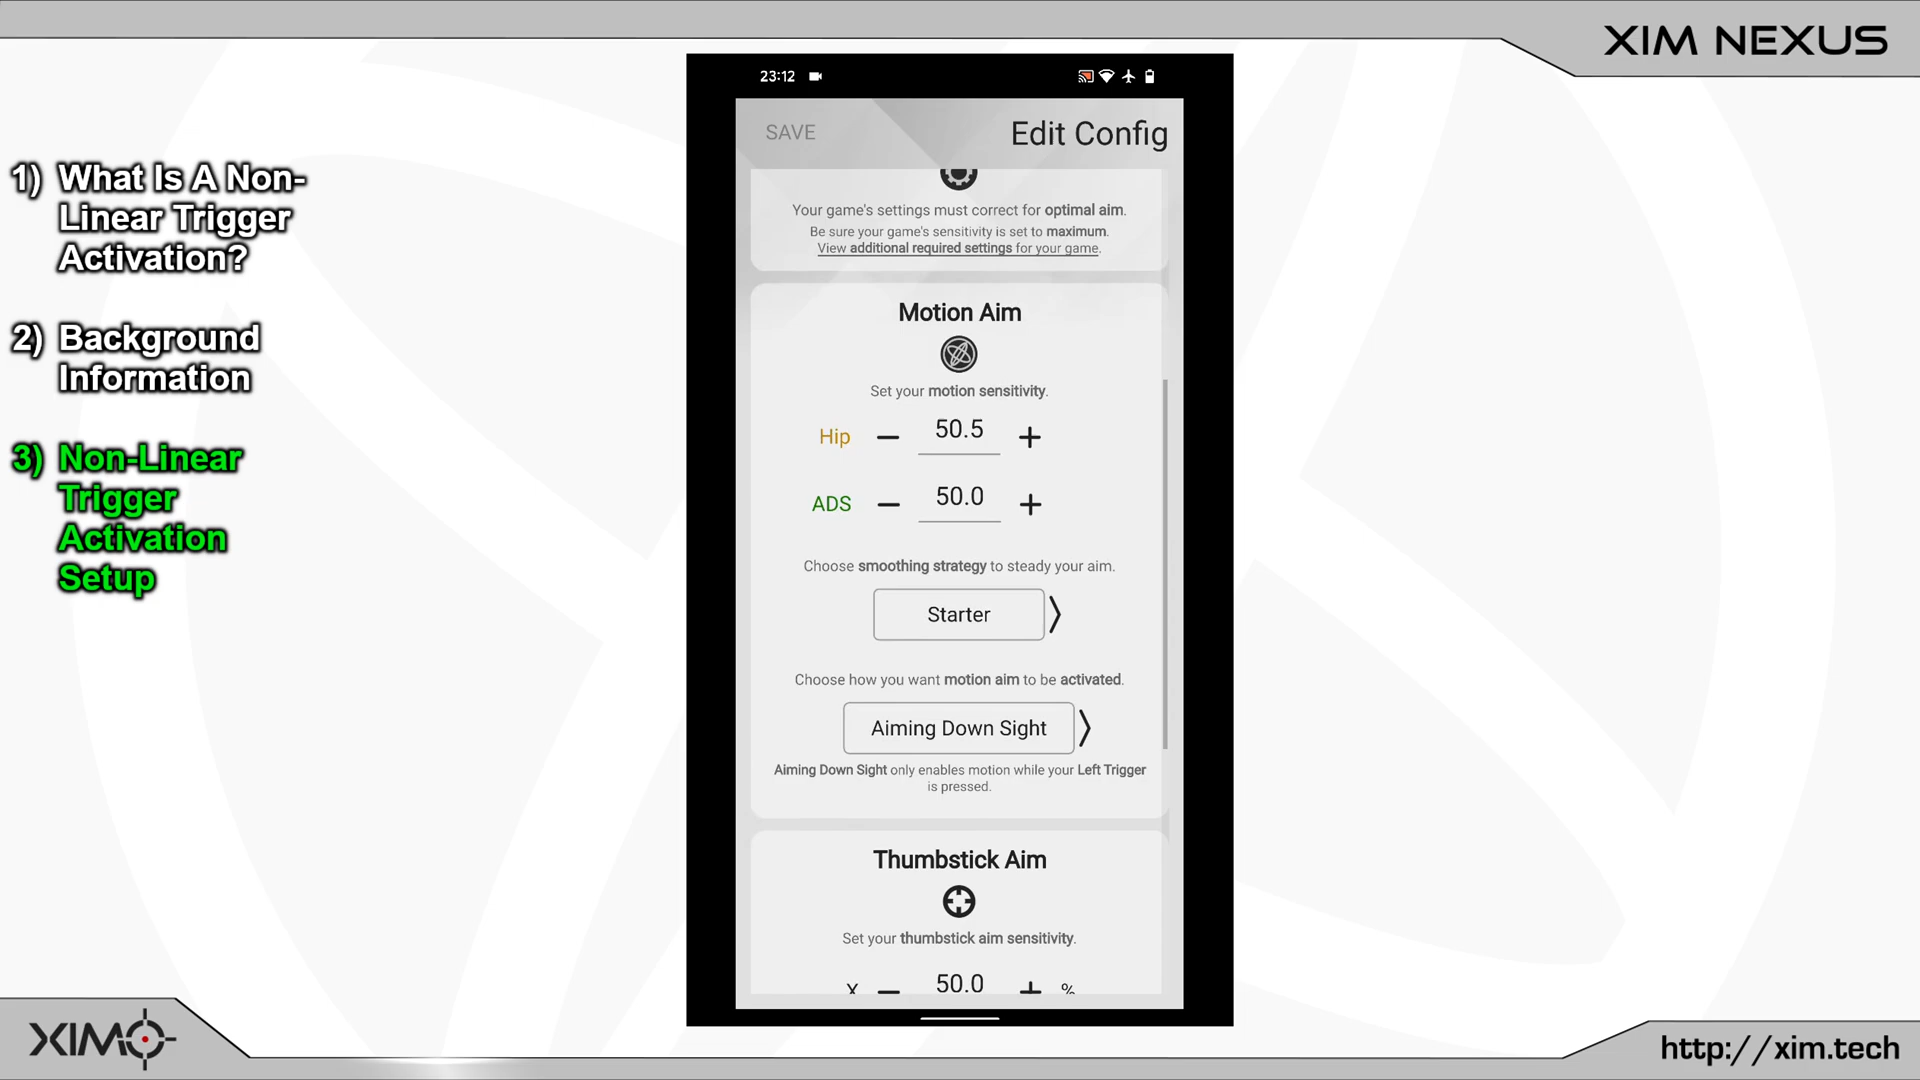 XIM NEXUS
1) What Is A Non-
Linear Trigger
Activation?
2) Background
Information
3) Non-Linear
Trigger
Activation
Setup
23:12
SAVE
Edit Config
Your game's settings must correct for optimal aim.
Be sure your game's sensitivity is set to maximum.
View additional required settings for your game.
Motion Aim
Set your motion sensitivity.
Hip − 50.5 +
ADS − 50.0 +
Choose smoothing strategy to steady your aim.
Starter
Choose how you want motion aim to be activated.
Aiming Down Sight
Aiming Down Sight only enables motion while your Left Trigger
is pressed.
Thumbstick Aim
Set your thumbstick aim sensitivity.
X − 50.0 + %
XIM
http://xim.tech